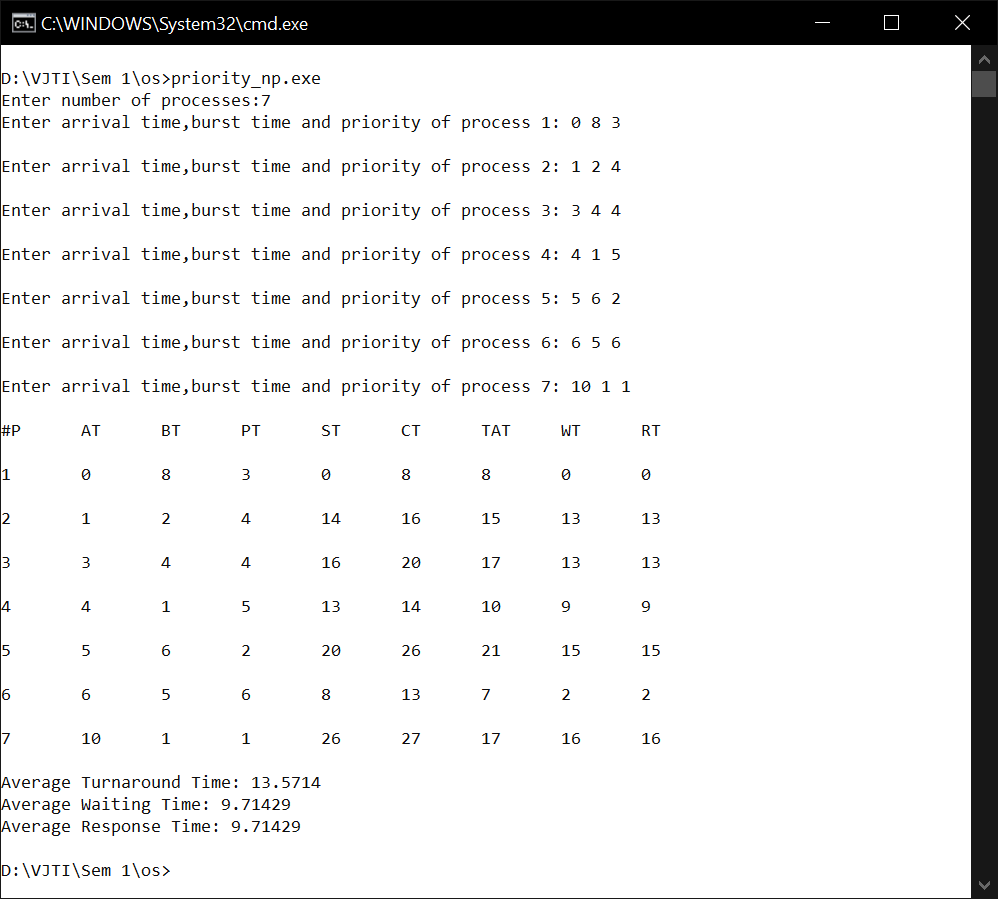 C:\WINDOWS\System32\cmd.exe
D:\VJTI\Sem 1\os>priority_np.exe
Enter number of processes:7
Enter arrival time,burst time and priority of process 1: 0 8 3
Enter arrival time,burst time and priority of process 2: 1 2 4
Enter arrival time,burst time and priority of process 3: 3 4 4
Enter arrival time,burst time and priority of process 4: 4 1 5
Enter arrival time,burst time and priority of process 5: 5 6 2
Enter arrival time,burst time and priority of process 6: 6 5 6
Enter arrival time,burst time and priority of process 7: 10 1 1
#P AT BT PT ST CT TAT WT RT
1 0 8 3 0 8 8 0 0
2 1 2 4 14 16 15 13 13
3 3 4 4 16 20 17 13 13
4 4 1 5 13 14 10 9 9
5 5 6 2 20 26 21 15 15
6 6 5 6 8 13 7 2 2
7 10 1 1 26 27 17 16 16
Average Turnaround Time: 13.5714
Average Waiting Time: 9.71429
Average Response Time: 9.71429
D:\VJTI\Sem 1\os>